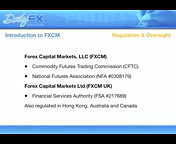 DailyFX
Introduction to FXCM
Regulation & Oversight
Forex Capital Markets, LLC (FXCM)
• Commodity Futures Trading Commission (CFTC)
• National Futures Association (NFA #0308179)
Forex Capital Markets Ltd (FXCM UK)
• Financial Services Authority (FSA #217689)
Also regulated in Hong Kong, Australia and Canada